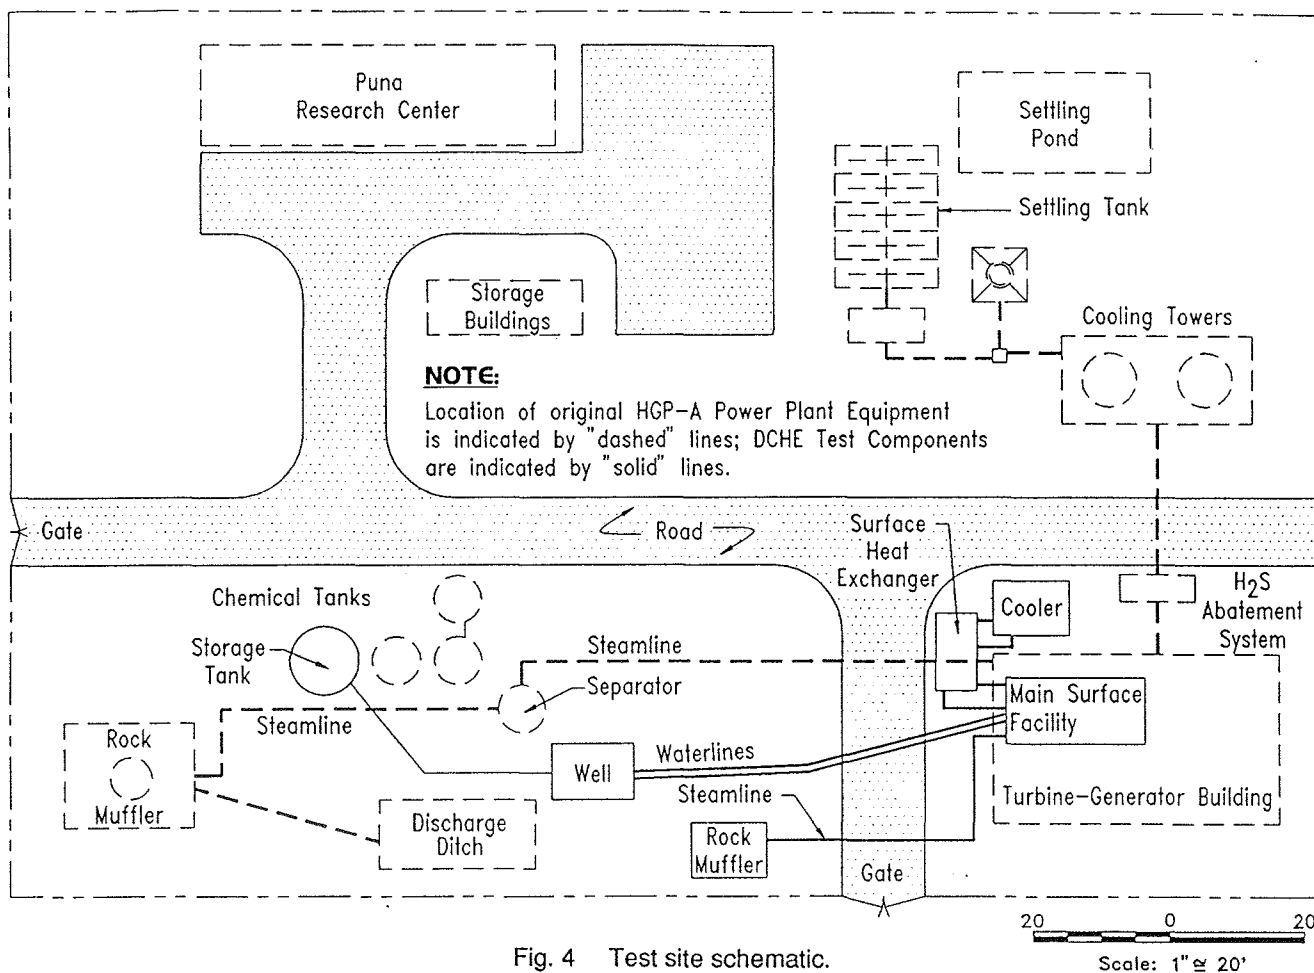 Puna
Research Center
Settling
Pond
Settling Tank
Storage
Buildings
Cooling Towers
NOTE:
Location of original HGP-A Power Plant Equipment
is indicated by "dashed" lines; DCHE Test Components
are indicated by "solid" lines.
Gate
Road
Surface
Heat
Exchanger
Cooler
H2S
Abatement
System
Chemical Tanks
Storage
Tank
Steamline
Separator
Steamline
Main Surface
Facility
Rock
Muffler
Well
Waterlines
Steamline
Turbine-Generator Building
Discharge
Ditch
Rock
Muffler
Gate
20 0 20
Scale: 1" ≅ 20'
Fig. 4 Test site schematic.